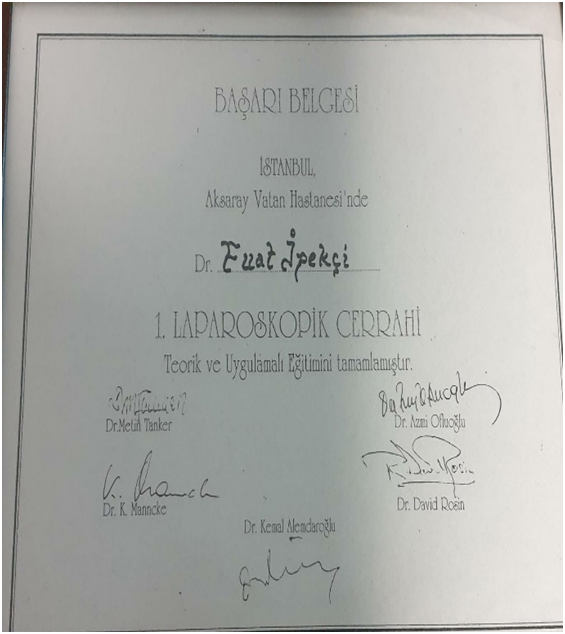 BAŞARI BELGESİ
İSTANBUL,
Aksaray Vatan Hastanesi'nde
Dr. Fuat İpekçi
1. LAPAROSKOPİK CERRAHİ
Teorik ve Uygulamalı Eğitimini tamamlamıştır.
Dr.Metin Tanker
Dr. Azmi Ofluoğlu
Dr. K. Manncke
Dr. David Rosin
Dr. Kemal Alemdaroğlu